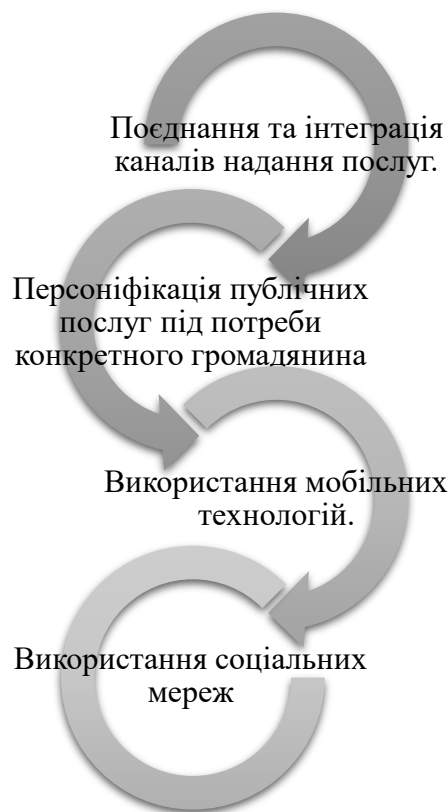 Поєднання та інтеграція
каналів надання послуг.
Персоніфікація публічних
послуг під потреби
конкретного громадянина
Використання мобільних
технологій.
Використання соціальних
мереж